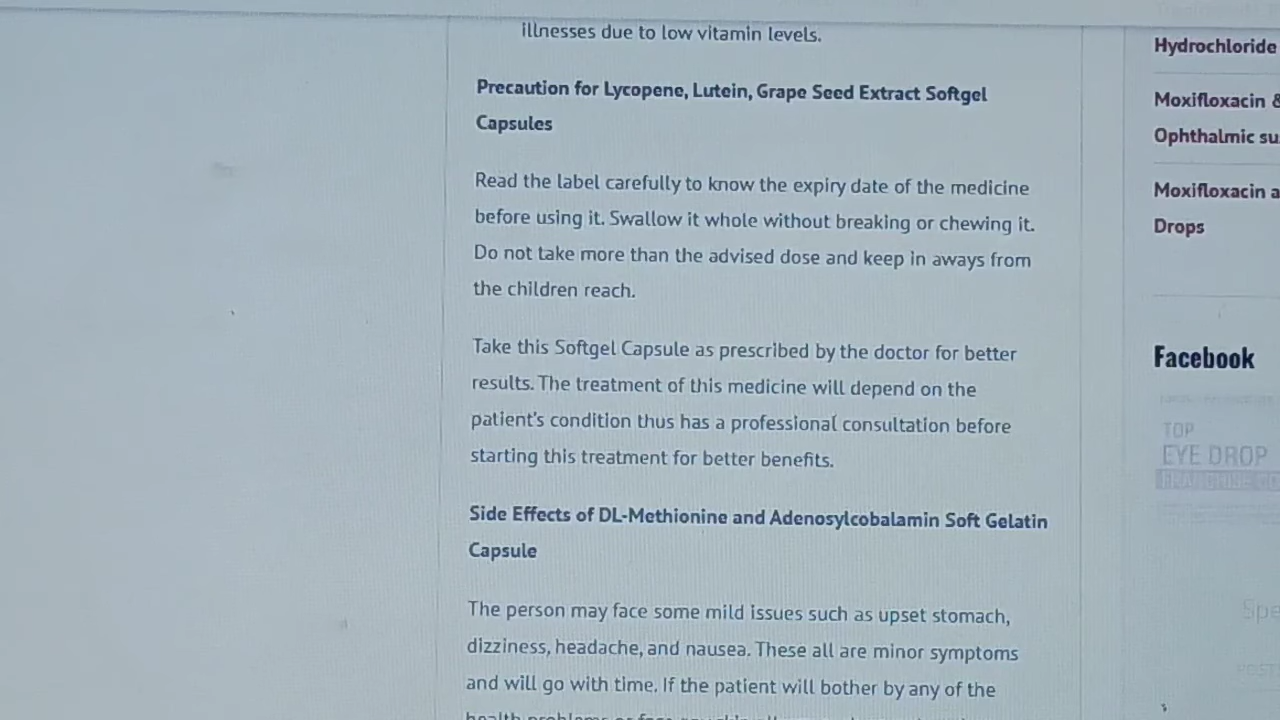 illnesses due to low vitamin levels.
Precaution for Lycopene, Lutein, Grape Seed Extract Softgel
Capsules
Read the label carefully to know the expiry date of the medicine
before using it. Swallow it whole without breaking or chewing it.
Do not take more than the advised dose and keep in aways from
the children reach.
Take this Softgel Capsule as prescribed by the doctor for better
results. The treatment of this medicine will depend on the
patient's condition thus has a professional consultation before
starting this treatment for better benefits.
Side Effects of DL-Methionine and Adenosylcobalamin Soft Gelatin
Capsule
The person may face some mild issues such as upset stomach,
dizziness, headache, and nausea. These all are minor symptoms
and will go with time. If the patient will bother by any of the
Hydrochloride
Moxifloxacin &
Ophthalmic su
Moxifloxacin a
Drops
Facebook
TOP
EYE DROP
Spe